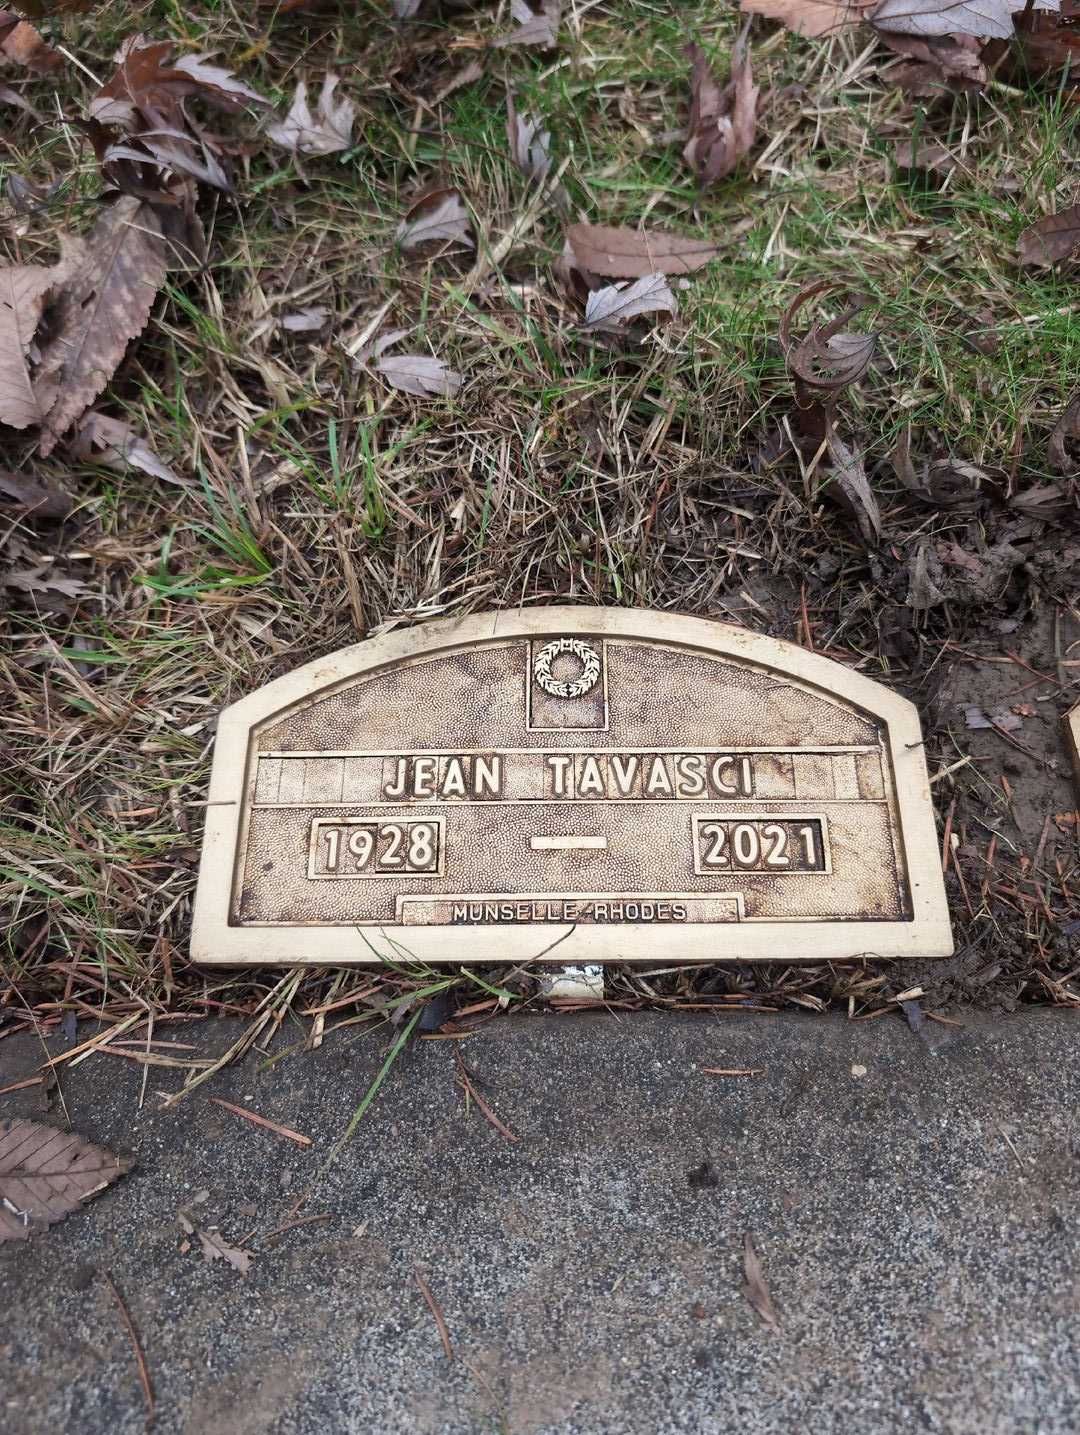 JEAN TAVASCI
1928 — 2021
MUNSELLE-RHODES